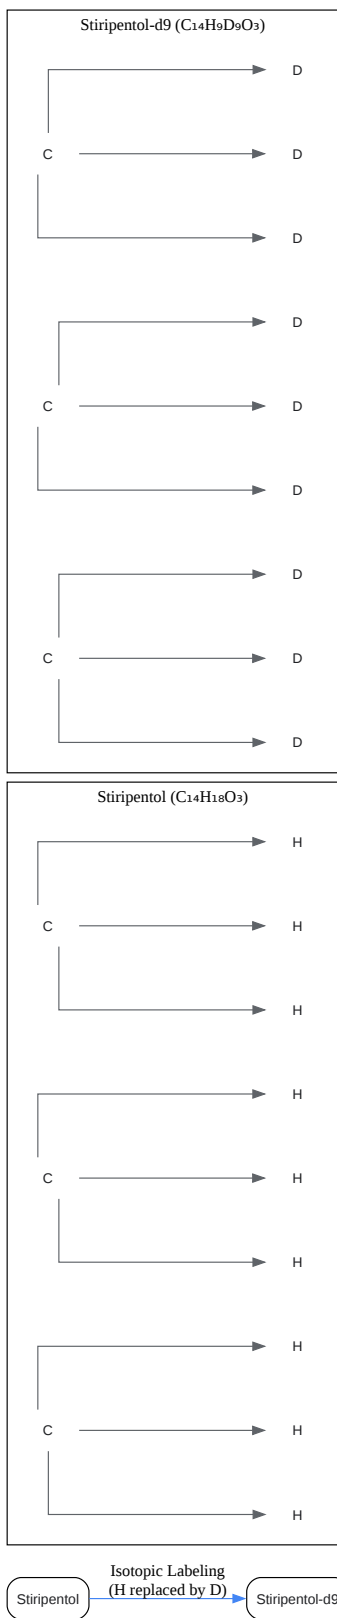 Stiripentol-d9 (C₁₄H₉D₉O₃)
D
C D
D
D
C D
D
D
C D
D
Stiripentol (C₁₄H₁₈O₃)
H
C H
H
H
C H
H
H
C H
H
Isotopic Labeling
(H replaced by D)
Stiripentol Stiripentol-d9